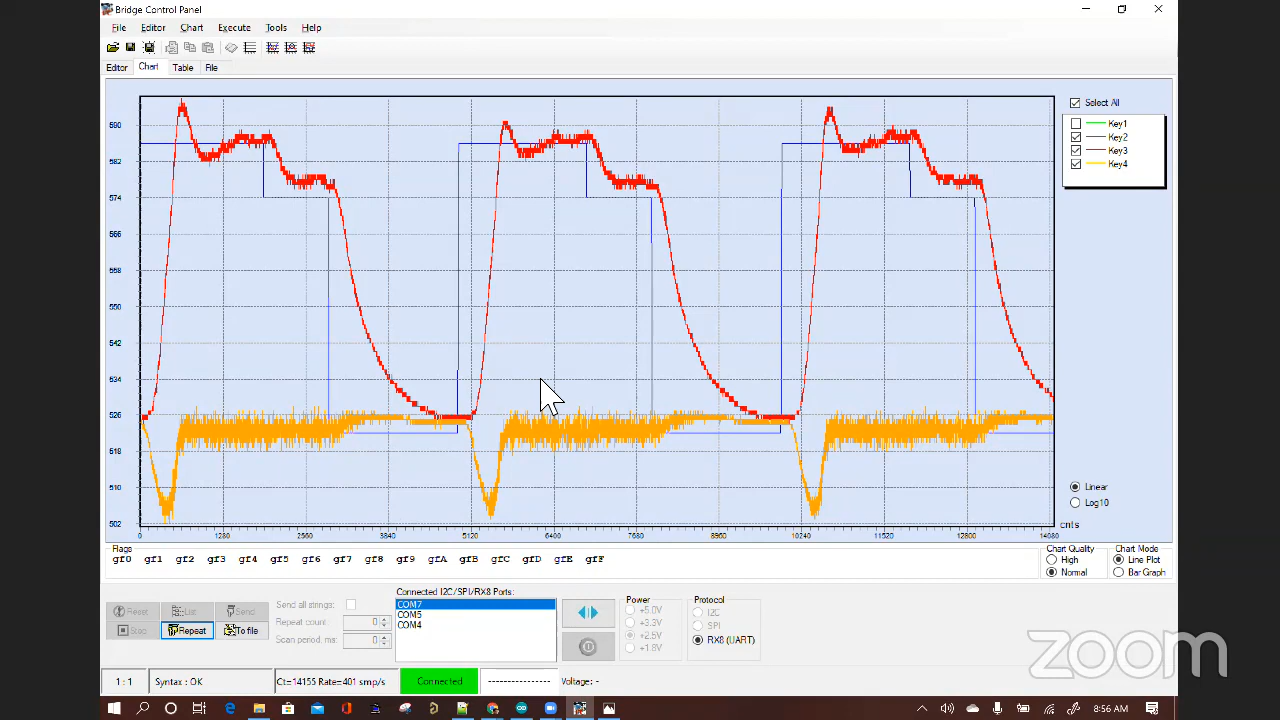 Bridge Control Panel
File Editor Chart Execute Tools Help
Editor Chart Table File
590
582
574
566
558
550
542
534
526
518
510
502
0 1280 2560 3840 5120 6400 7680 8960 10240 11520 12800 14080
cnts
Select All
Key1
Key2
Key3
Key4
Linear
Log10
Flags
gf0 gf1 gf2 gf3 gf4 gf5 gf6 gf7 gf8 gf9 gfA gfB gfC gfD gfE gfF
Chart Quality
High
Normal
Chart Mode
Line Plot
Bar Graph
Reset List Send
Stop Repeat To file
Send all strings:
Repeat count: 0
Scan period, ms: 0
Connected I2C/SPI/RX8 Ports:
COM7
COM5
COM4
Power
+5.0V
+3.3V
+2.5V
+1.8V
Protocol
I2C
SPI
RX8 (UART)
zoom
1 : 1 Syntax : OK Ct=14155 Rate=401 smp/s Connected --------------- Voltage: -
8:56 AM